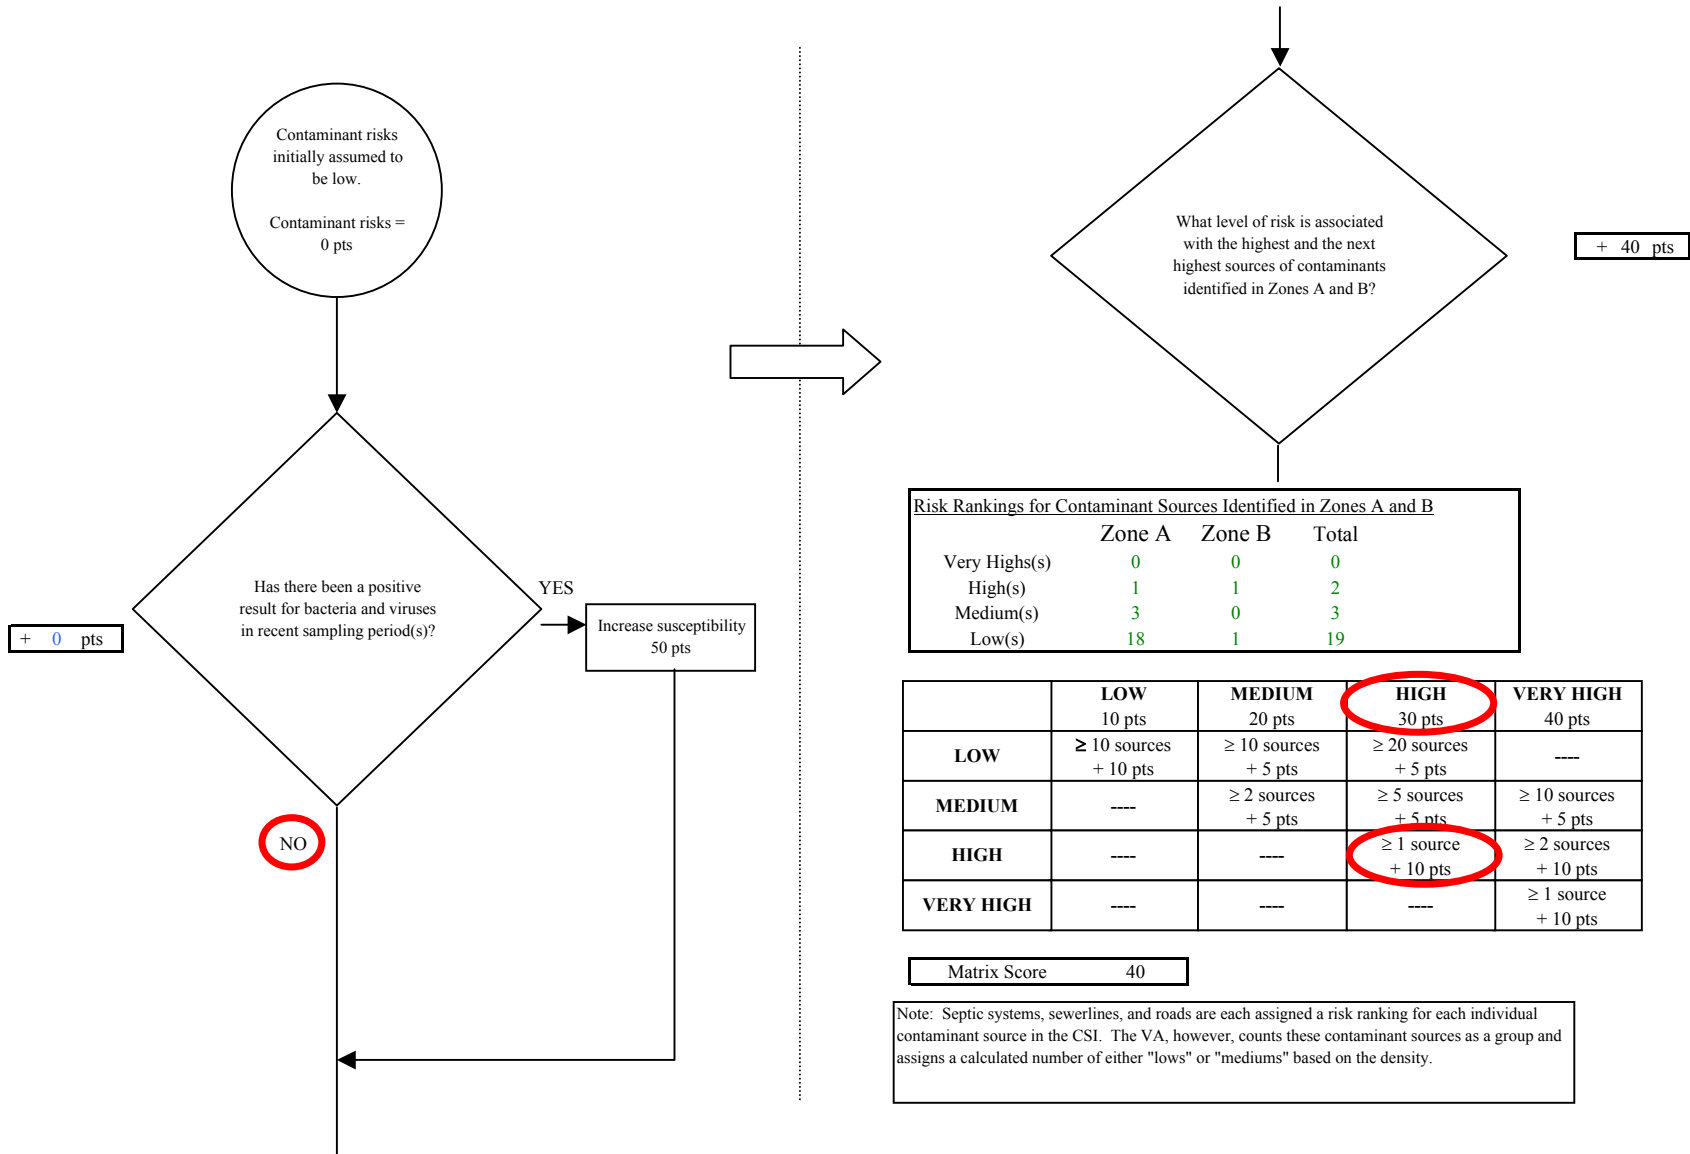 Contaminant risks
initially assumed to
be low.
Contaminant risks =
0 pts
Has there been a positive
result for bacteria and viruses
in recent sampling period(s)?
+ 0 pts
YES
Increase susceptibility
50 pts
NO
What level of risk is associated
with the highest and the next
highest sources of contaminants
identified in Zones A and B?
+ 40 pts
Risk Rankings for Contaminant Sources Identified in Zones A and B
Zone A Zone B Total
Very Highs(s) 0 0 0
High(s) 1 1 2
Medium(s) 3 0 3
Low(s) 18 1 19
LOW MEDIUM HIGH VERY HIGH
10 pts 20 pts 30 pts 40 pts
LOW ≥ 10 sources + 10 pts ≥ 10 sources + 5 pts ≥ 20 sources + 5 pts ----
MEDIUM ---- ≥ 2 sources + 5 pts ≥ 5 sources + 5 pts ≥ 10 sources + 5 pts
HIGH ---- ---- ≥ 1 source + 10 pts ≥ 2 sources + 10 pts
VERY HIGH ---- ---- ---- ≥ 1 source + 10 pts
Matrix Score 40
Note: Septic systems, sewerlines, and roads are each assigned a risk ranking for each individual
contaminant source in the CSI. The VA, however, counts these contaminant sources as a group and
assigns a calculated number of either "lows" or "mediums" based on the density.